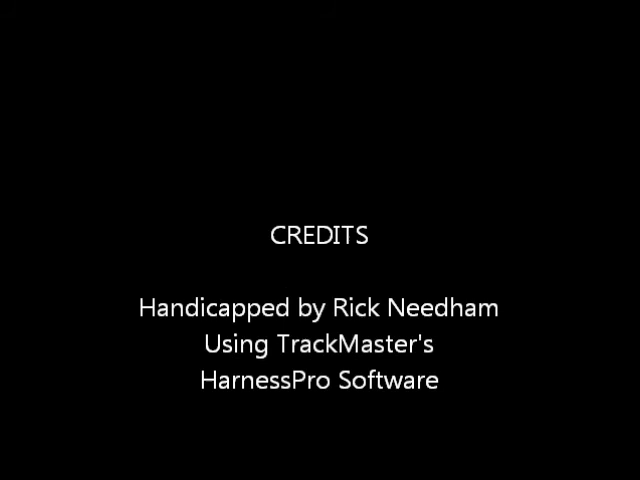 CREDITS
Handicapped by Rick Needham
Using TrackMaster's
HarnessPro Software